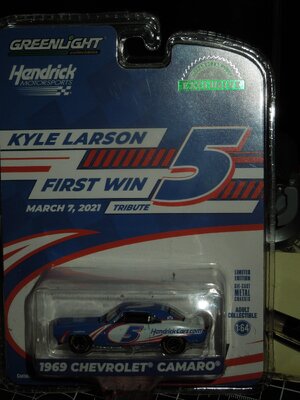 GREENLIGHT
Hendrick
MOTORSPORTS
EXCLUSIVE
KYLE LARSON
FIRST WIN
5
MARCH 7, 2021
TRIBUTE
LIMITED
EDITION
DIE-CAST
METAL
CHASSIS
ADULT
COLLECTIBLE
1:64
5
HendrickCars.com
1969 CHEVROLET® CAMARO®